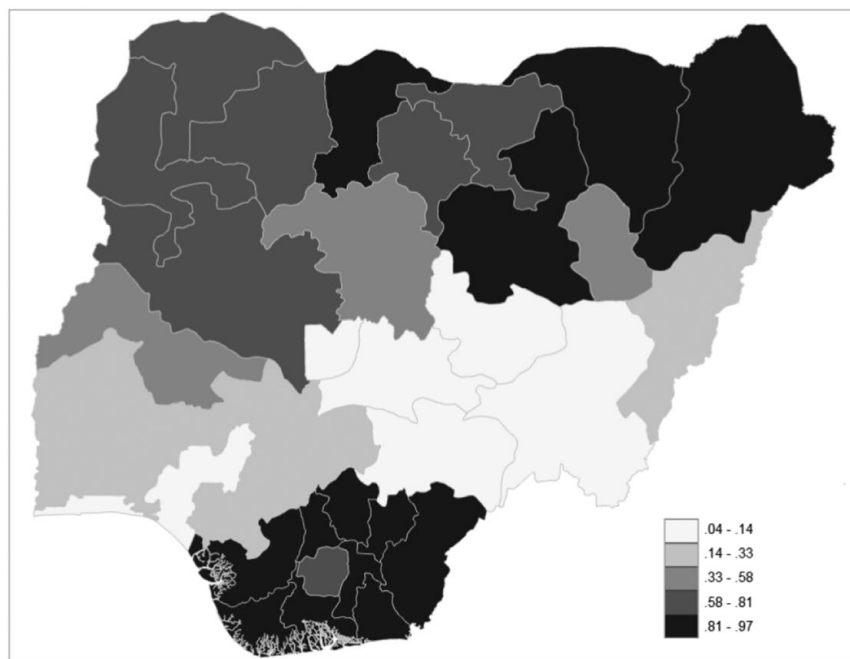 .04 - .14
.14 - .33
.33 - .58
.58 - .81
.81 - .97